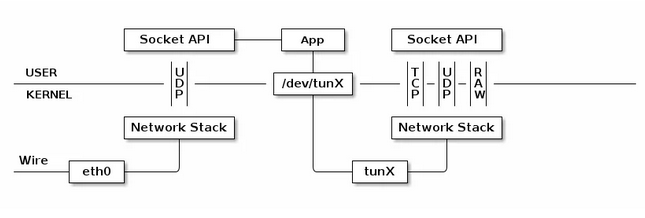 Socket API
App
Socket API
USER
UDP
/dev/tunX
TCP
UDP
RAW
KERNEL
Network Stack
Network Stack
Wire
eth0
tunX